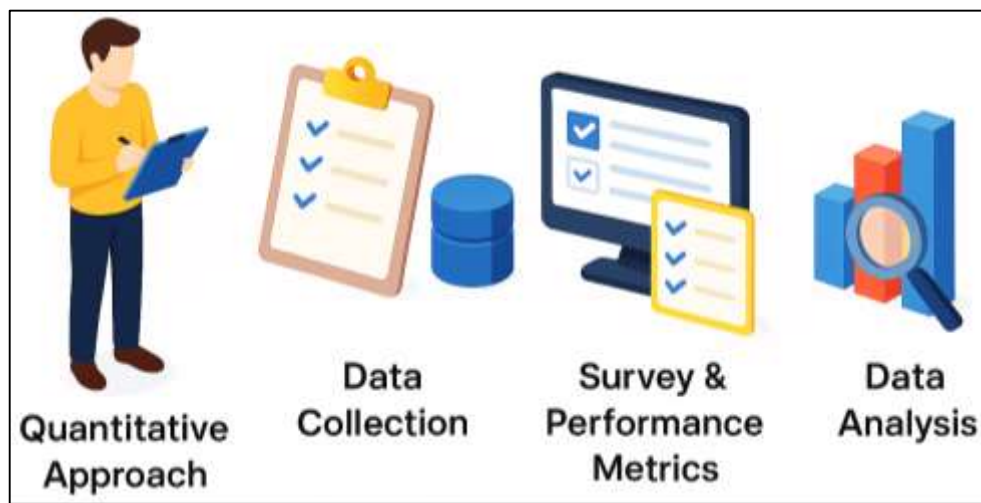 Quantitative
Approach
Data
Collection
Survey &
Performance
Metrics
Data
Analysis